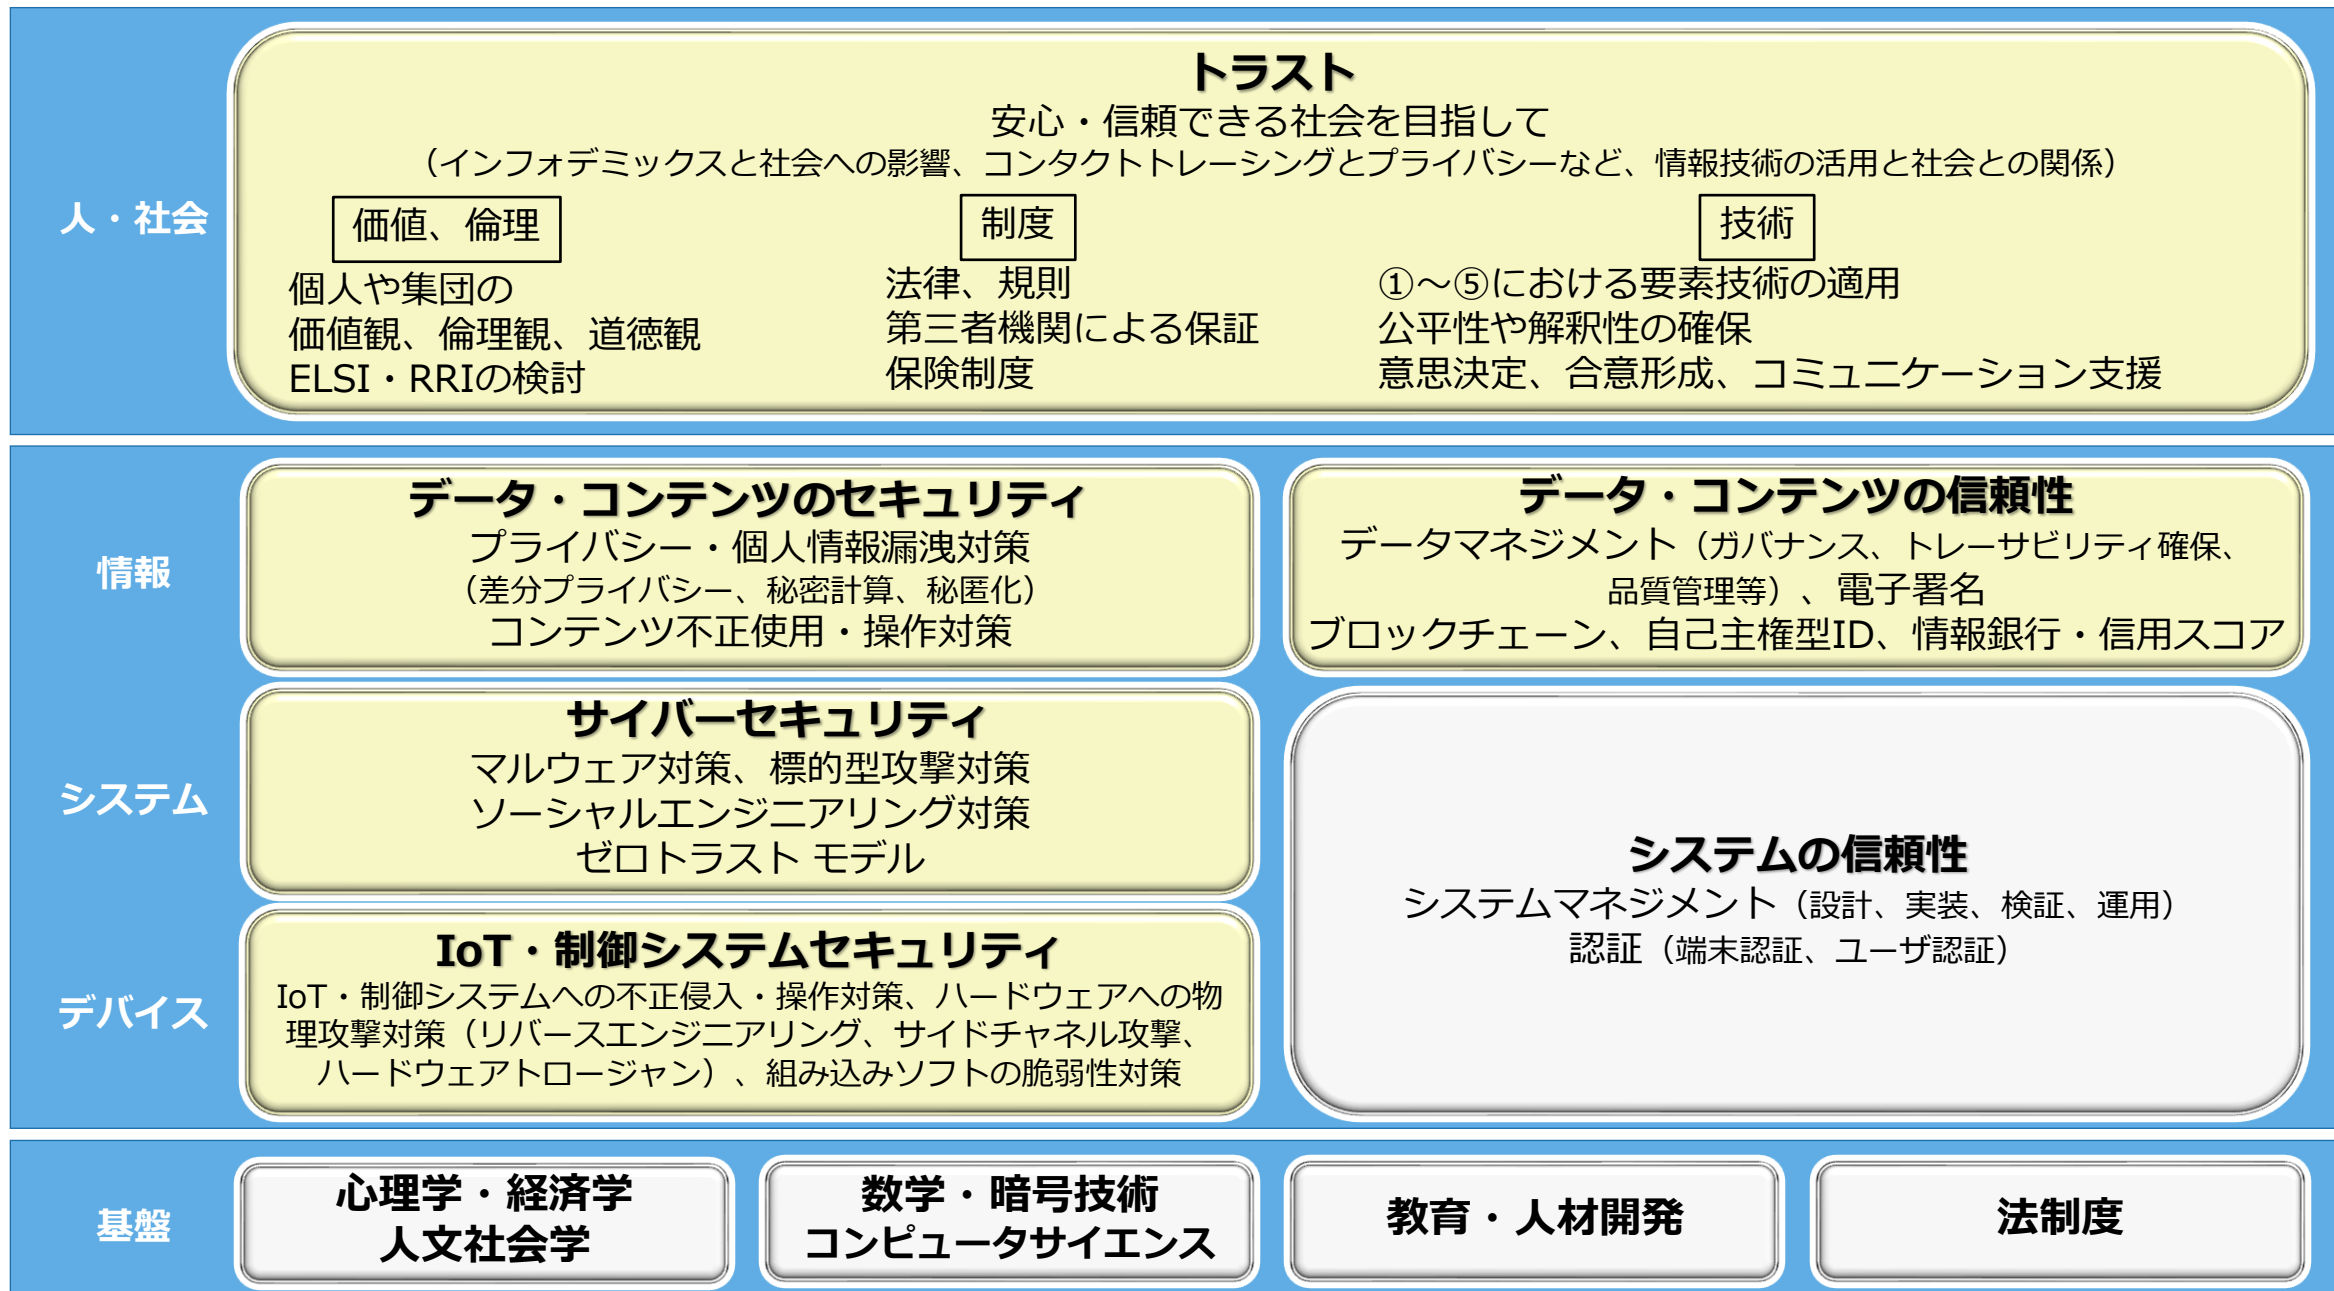 人・社会
トラスト
安心・信頼できる社会を目指して
（インフォデミックスと社会への影響、コンタクトトレーシングとプライバシーなど、情報技術の活用と社会との関係）
価値、倫理
個人や集団の
価値観、倫理観、道徳観
ELSI・RRIの検討
制度
法律、規則
第三者機関による保証
保険制度
技術
①～⑤における要素技術の適用
公平性や解釈性の確保
意思決定、合意形成、コミュニケーション支援
情報
データ・コンテンツのセキュリティ
プライバシー・個人情報漏洩対策
（差分プライバシー、秘密計算、秘匿化）
コンテンツ不正使用・操作対策
データ・コンテンツの信頼性
データマネジメント（ガバナンス、トレーサビリティ確保、
品質管理等）、電子署名
ブロックチェーン、自己主権型ID、情報銀行・信用スコア
システム
サイバーセキュリティ
マルウェア対策、標的型攻撃対策
ソーシャルエンジニアリング対策
ゼロトラスト モデル
デバイス
IoT・制御システムセキュリティ
IoT・制御システムへの不正侵入・操作対策、ハードウェアへの物
理攻撃対策（リバースエンジニアリング、サイドチャネル攻撃、
ハードウェアトロージャン）、組み込みソフトの脆弱性対策
システムの信頼性
システムマネジメント（設計、実装、検証、運用）
認証（端末認証、ユーザ認証）
基盤
心理学・経済学
人文社会学
数学・暗号技術
コンピュータサイエンス
教育・人材開発
法制度